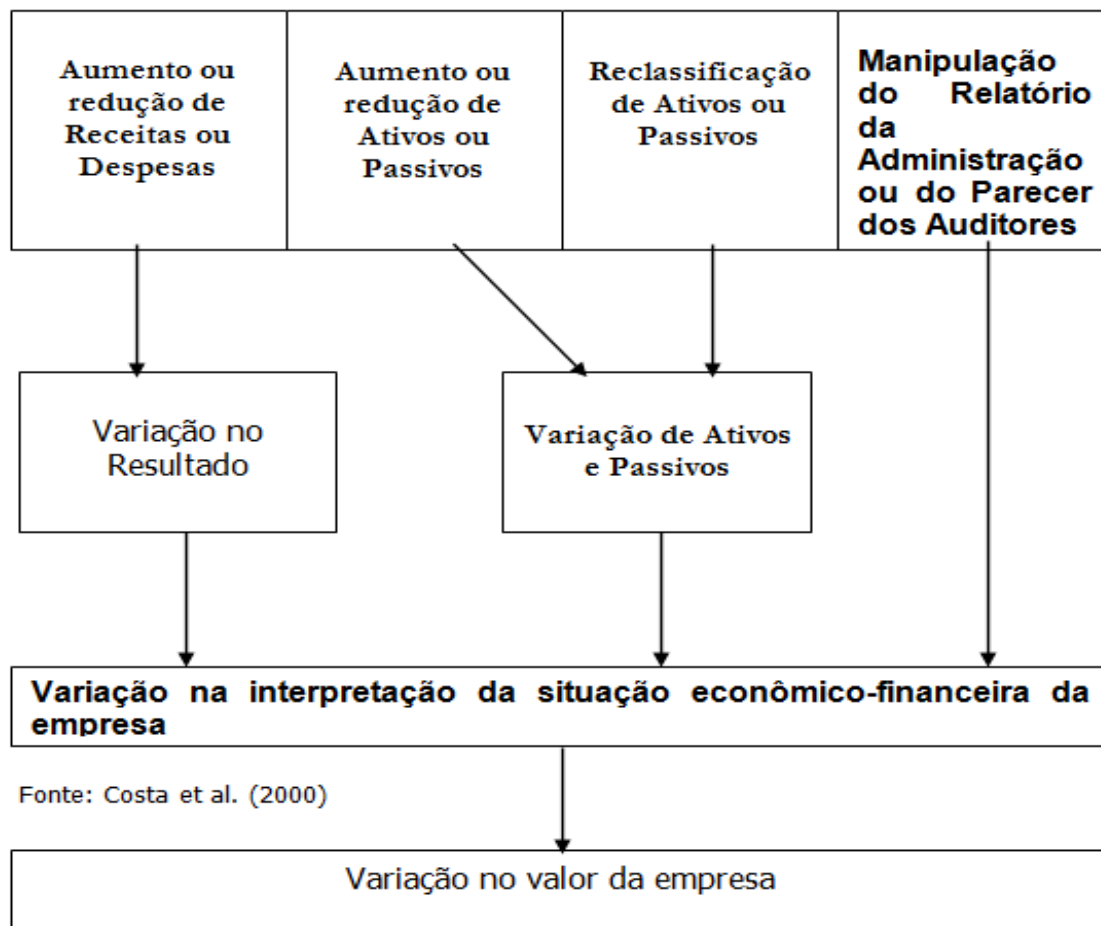 Aumento ou
redução de
Receitas ou
Despesas
Aumento ou
redução de
Ativos ou
Passivos
Reclassificação
de Ativos ou
Passivos
Manipulação
do Relatório
da
Administração
ou do Parecer
dos Auditores
Variação no
Resultado
Variação de Ativos
e Passivos
Variação na interpretação da situação econômico-financeira da
empresa
Fonte: Costa et al. (2000)
Variação no valor da empresa